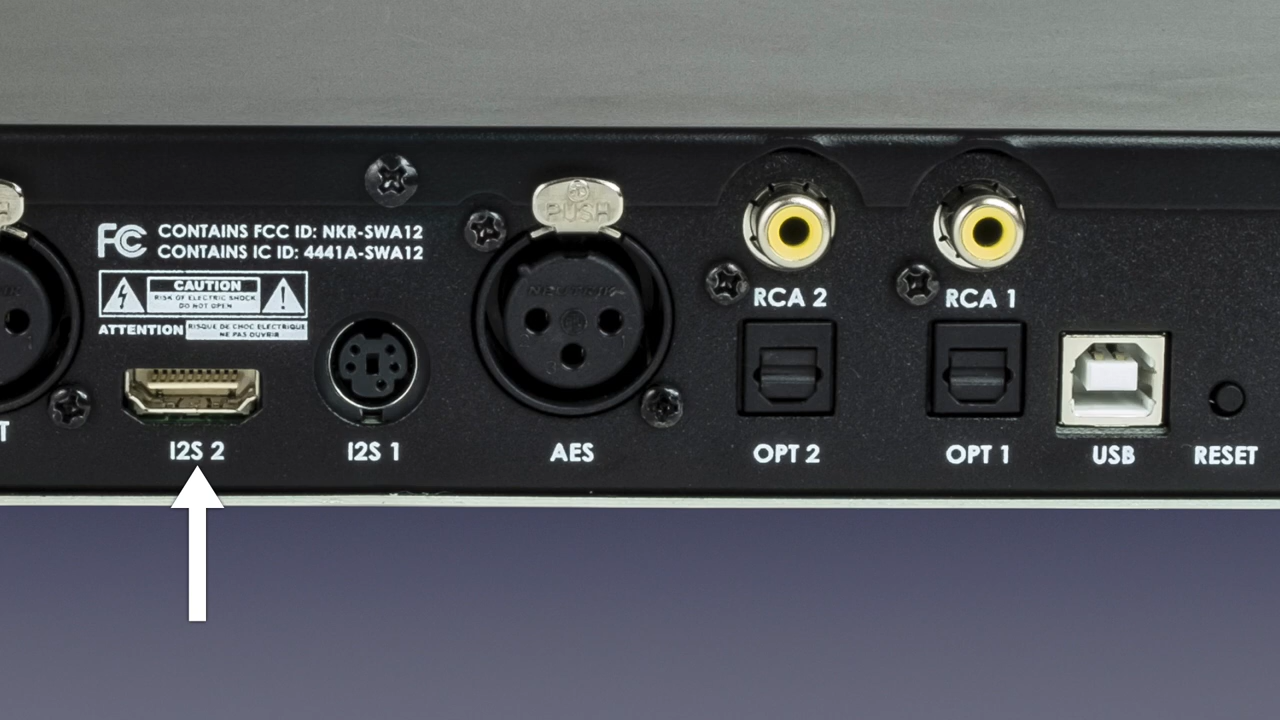 PUSH
FC CONTAINS FCC ID: NKR-SWA12
CONTAINS IC ID: 4441A-SWA12
CAUTION
RISK OF ELECTRIC SHOCK
DO NOT OPEN
ATTENTION RISQUE DE CHOC ELECTRIQUE
NE PAS OUVRIR
RCA 2
RCA 1
T
I2S 2
I2S 1
AES
OPT 2
OPT 1
USB
RESET